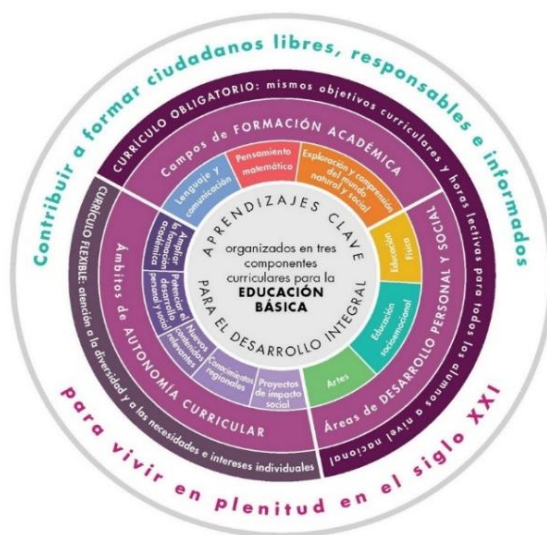 Contribuir a formar ciudadanos libres, responsables e informados
para vivir en plenitud en el siglo XXI
CURRÍCULO OBLIGATORIO: mismos objetivos curriculares y horas lectivas para todos los alumnos a nivel nacional
CURRÍCULO FLEXIBLE: atención a la diversidad y a las necesidades e intereses individuales
Campos de FORMACIÓN ACADÉMICA
Lenguaje y
comunicación
Pensamiento
matemático
Exploración y comprensión
del mundo
natural y social
Áreas de DESARROLLO PERSONAL Y SOCIAL
Educación
Física
Educación
socioemocional
Artes
Ámbitos de AUTONOMÍA CURRICULAR
Ampliar
la formación
académica
Potenciar el
desarrollo
personal y social
Nuevos
contenidos
relevantes
Conocimientos
regionales
Proyectos
de impacto
social
APRENDIZAJES CLAVE
organizados en tres
componentes
curriculares para la
EDUCACIÓN
BÁSICA
PARA EL DESARROLLO INTEGRAL